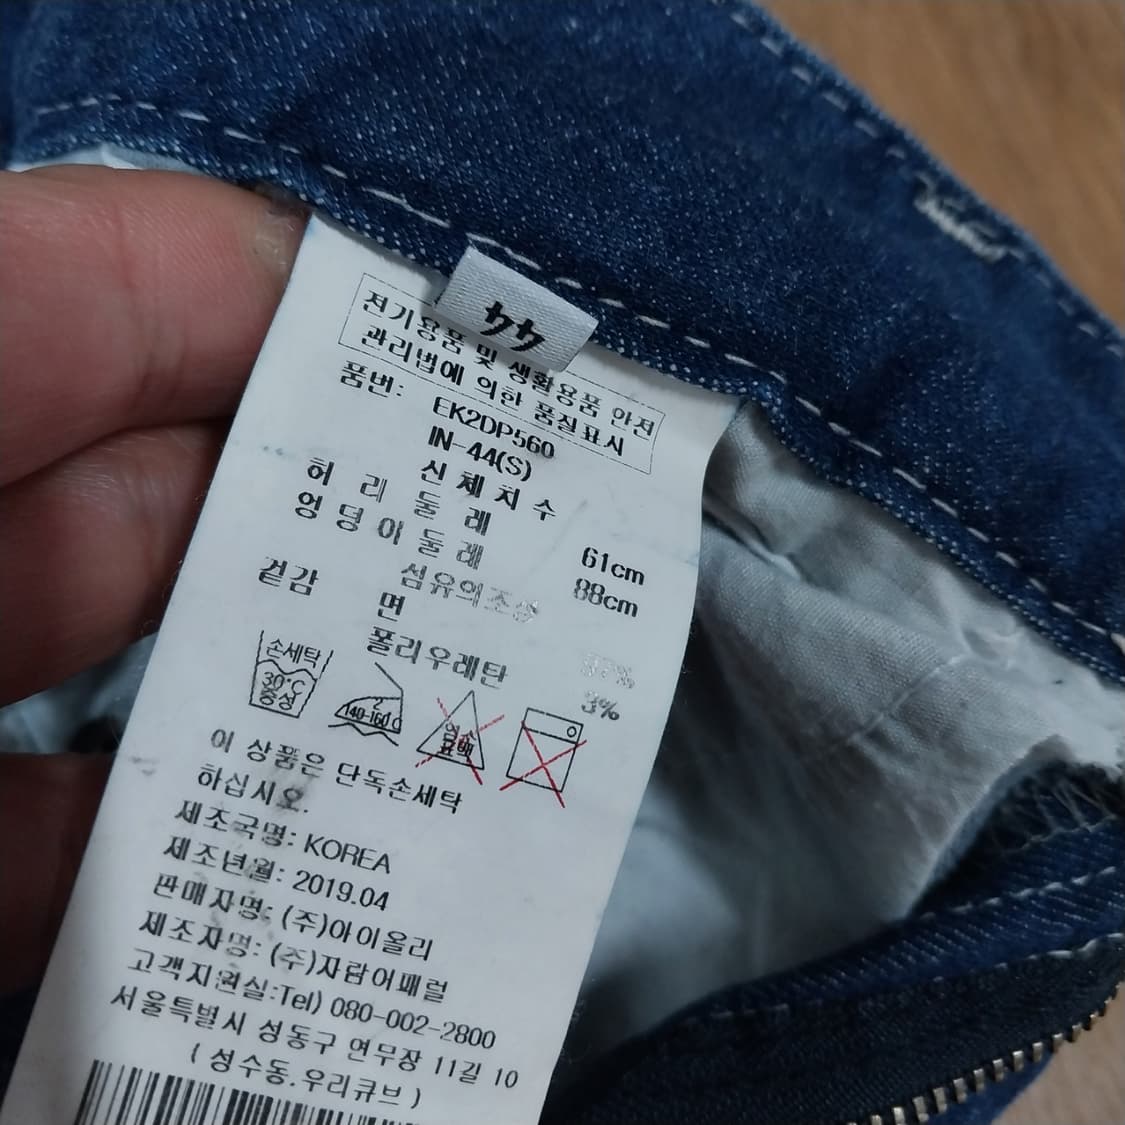 44
전기용품 및 생활용품 안전
관리법에 의한 품질표시
품번: EK2DP560
IN-44(S)
신체치수
허리둘레 61cm
엉덩이둘레 88cm
섬유의조성
겉감 면 97%
폴리우레탄 3%
손세탁
30℃
중성
140-160℃
염소
표백
이 상품은 단독손세탁
하십시오.
제조국명: KOREA
제조년월: 2019.04
판매자명: (주)아이올리
제조자명: (주)자람어패럴
고객지원실:Tel) 080-002-2800
서울특별시 성동구 연무장 11길 10
( 성수동.우리큐브 )